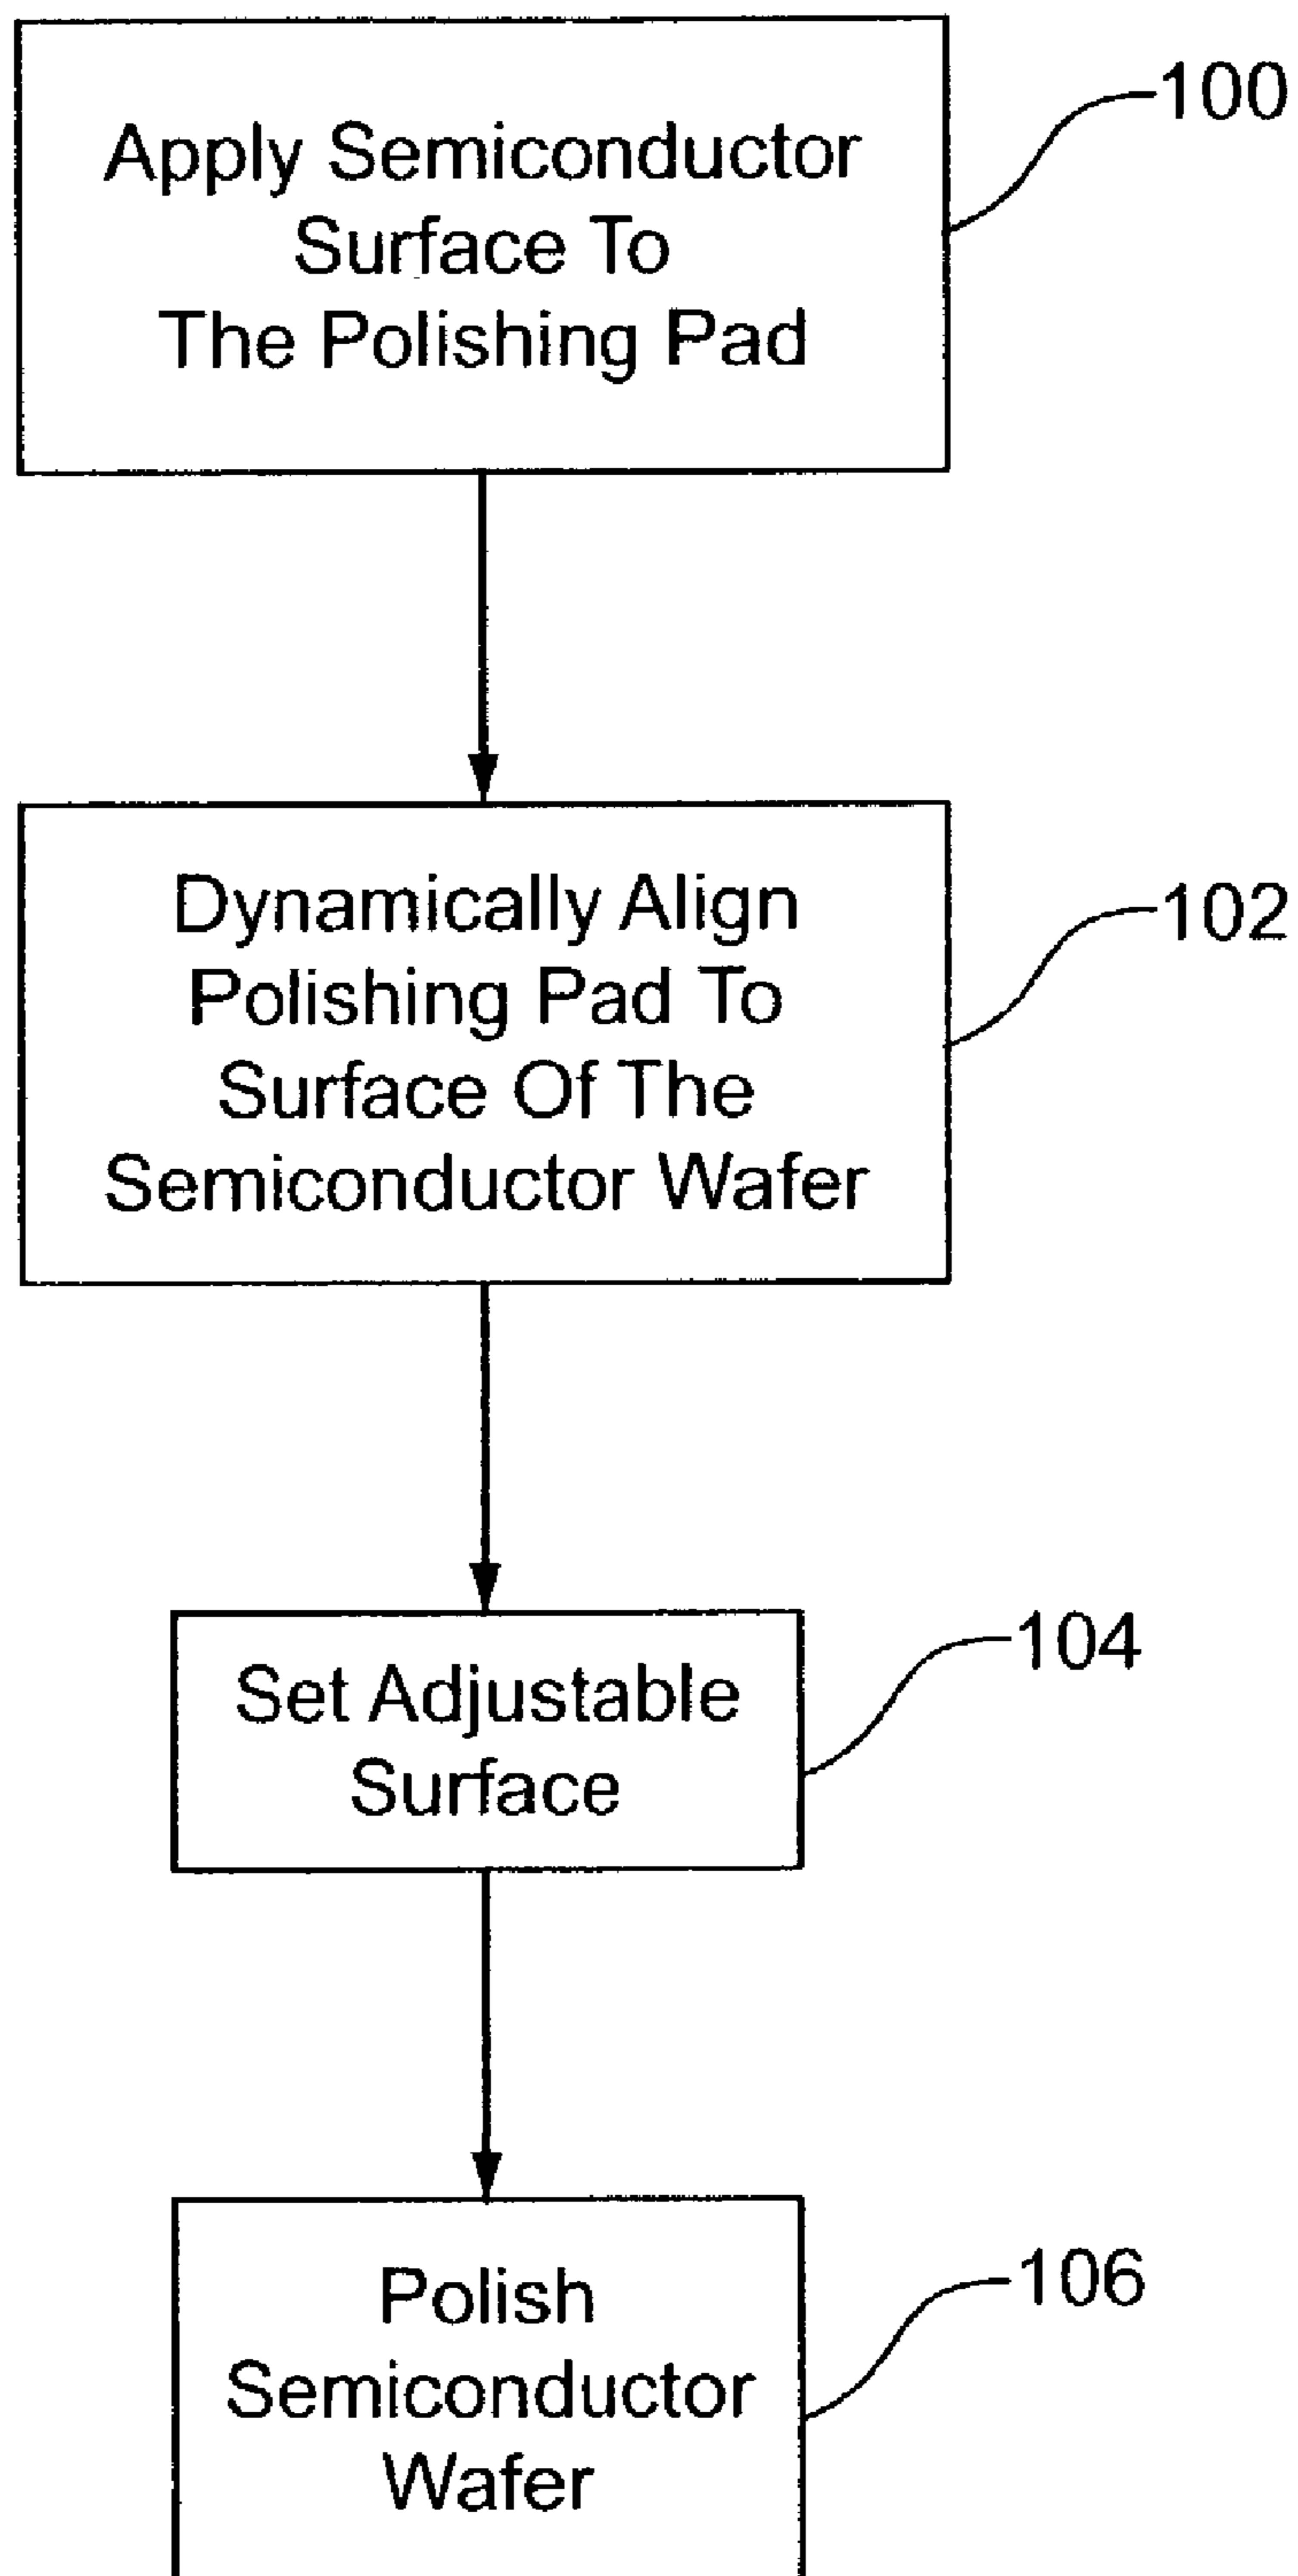 Apply Semiconductor
Surface To
The Polishing Pad
100
Dynamically Align
Polishing Pad To
Surface Of The
Semiconductor Wafer
102
Set Adjustable
Surface
104
Polish
Semiconductor
Wafer
106